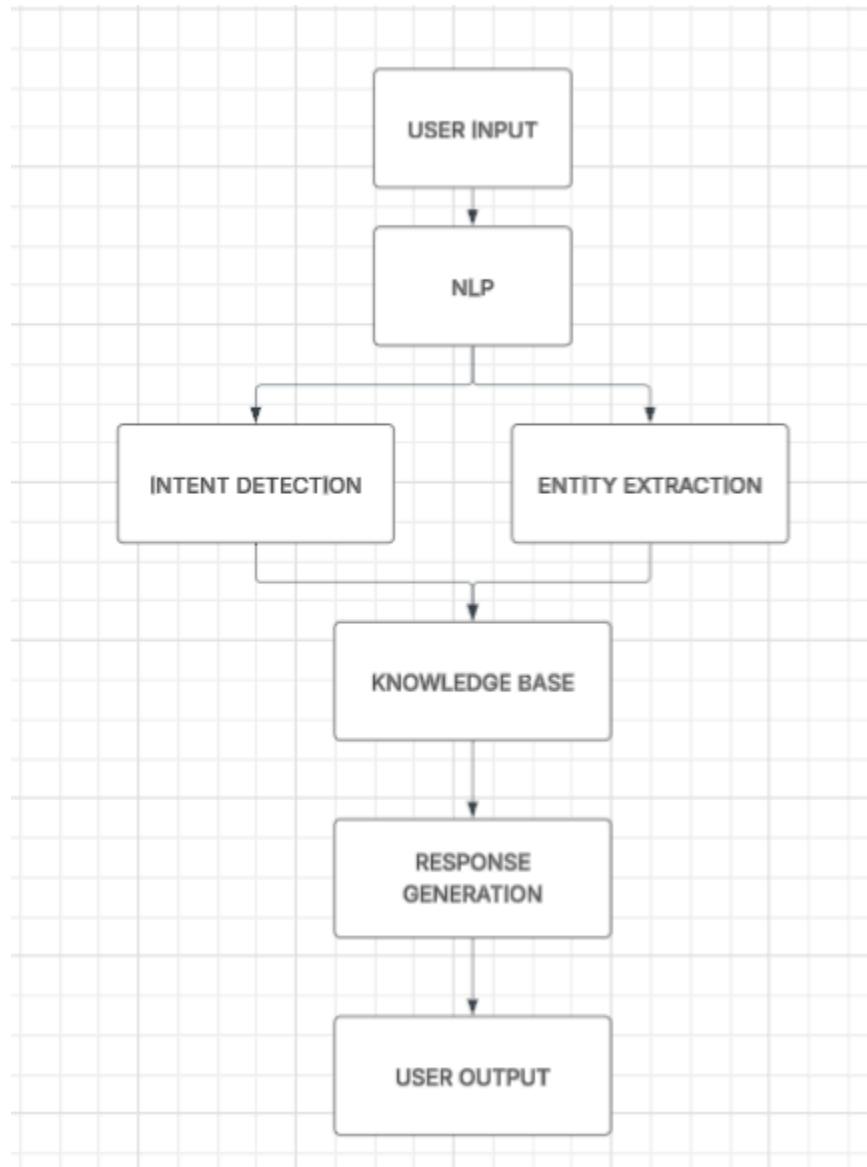 USER INPUT
NLP
INTENT DETECTION
ENTITY EXTRACTION
KNOWLEDGE BASE
RESPONSE
GENERATION
USER OUTPUT